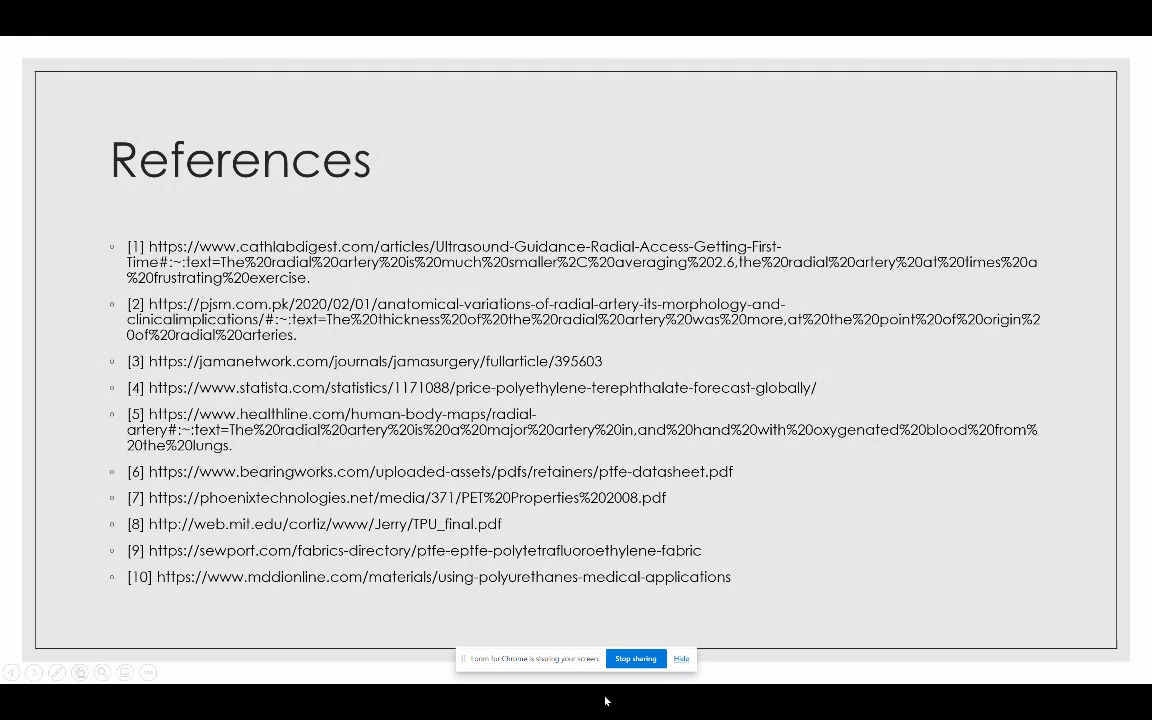 References
[1] https://www.cathlabdigest.com/articles/Ultrasound-Guidance-Radial-Access-Getting-First-
Time#:~:text=The%20radial%20artery%20is%20much%20smaller%2C%20averaging%202.6,the%20radial%20artery%20at%20times%20a
%20frustrating%20exercise.
[2] https://pjsm.com.pk/2020/02/01/anatomical-variations-of-radial-artery-its-morphology-and-
clinicalimplications/#:~:text=The%20thickness%20of%20the%20radial%20artery%20was%20more,at%20the%20point%20of%20origin%2
0of%20radial%20arteries.
[3] https://jamanetwork.com/journals/jamasurgery/fullarticle/395603
[4] https://www.statista.com/statistics/1171088/price-polyethylene-terephthalate-forecast-globally/
[5] https://www.healthline.com/human-body-maps/radial-
artery#:~:text=The%20radial%20artery%20is%20a%20major%20artery%20in,and%20hand%20with%20oxygenated%20blood%20from%
20the%20lungs.
[6] https://www.bearingworks.com/uploaded-assets/pdfs/retainers/ptfe-datasheet.pdf
[7] https://phoenixtechnologies.net/media/371/PET%20Properties%202008.pdf
[8] http://web.mit.edu/cortiz/www/Jerry/TPU_final.pdf
[9] https://sewport.com/fabrics-directory/ptfe-eptfe-polytetrafluoroethylene-fabric
[10] https://www.mddionline.com/materials/using-polyurethanes-medical-applications
Loom for Chrome is sharing your screen. Stop sharing Hide